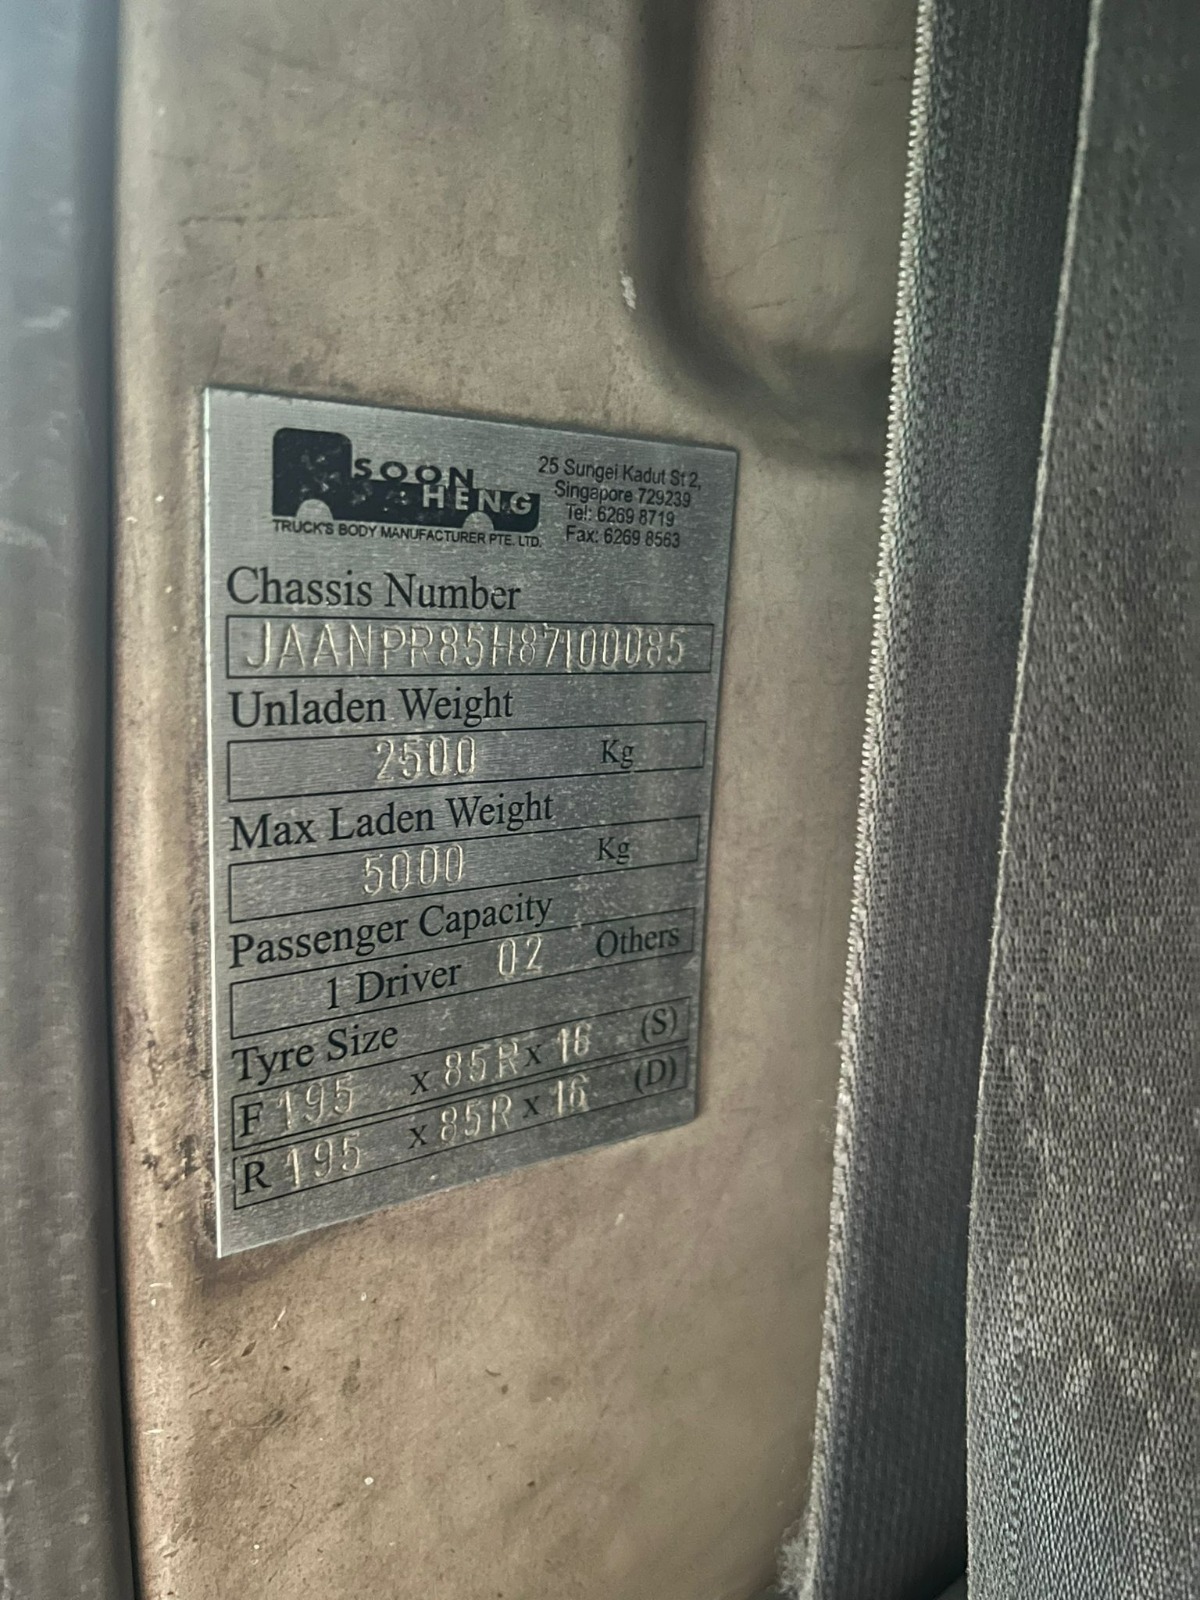 SOON
HENG
TRUCK'S BODY MANUFACTURER PTE. LTD.
25 Sungei Kadut St 2,
Singapore 729239
Tel: 6269 8719
Fax: 6269 8563
Chassis Number
JAANPR85H87100085
Unladen Weight
2500 Kg
Max Laden Weight
5000 Kg
Passenger Capacity
1 Driver 02 Others
Tyre Size
F 195 x 85R x 16 (S)
R 195 x 85R x 16 (D)